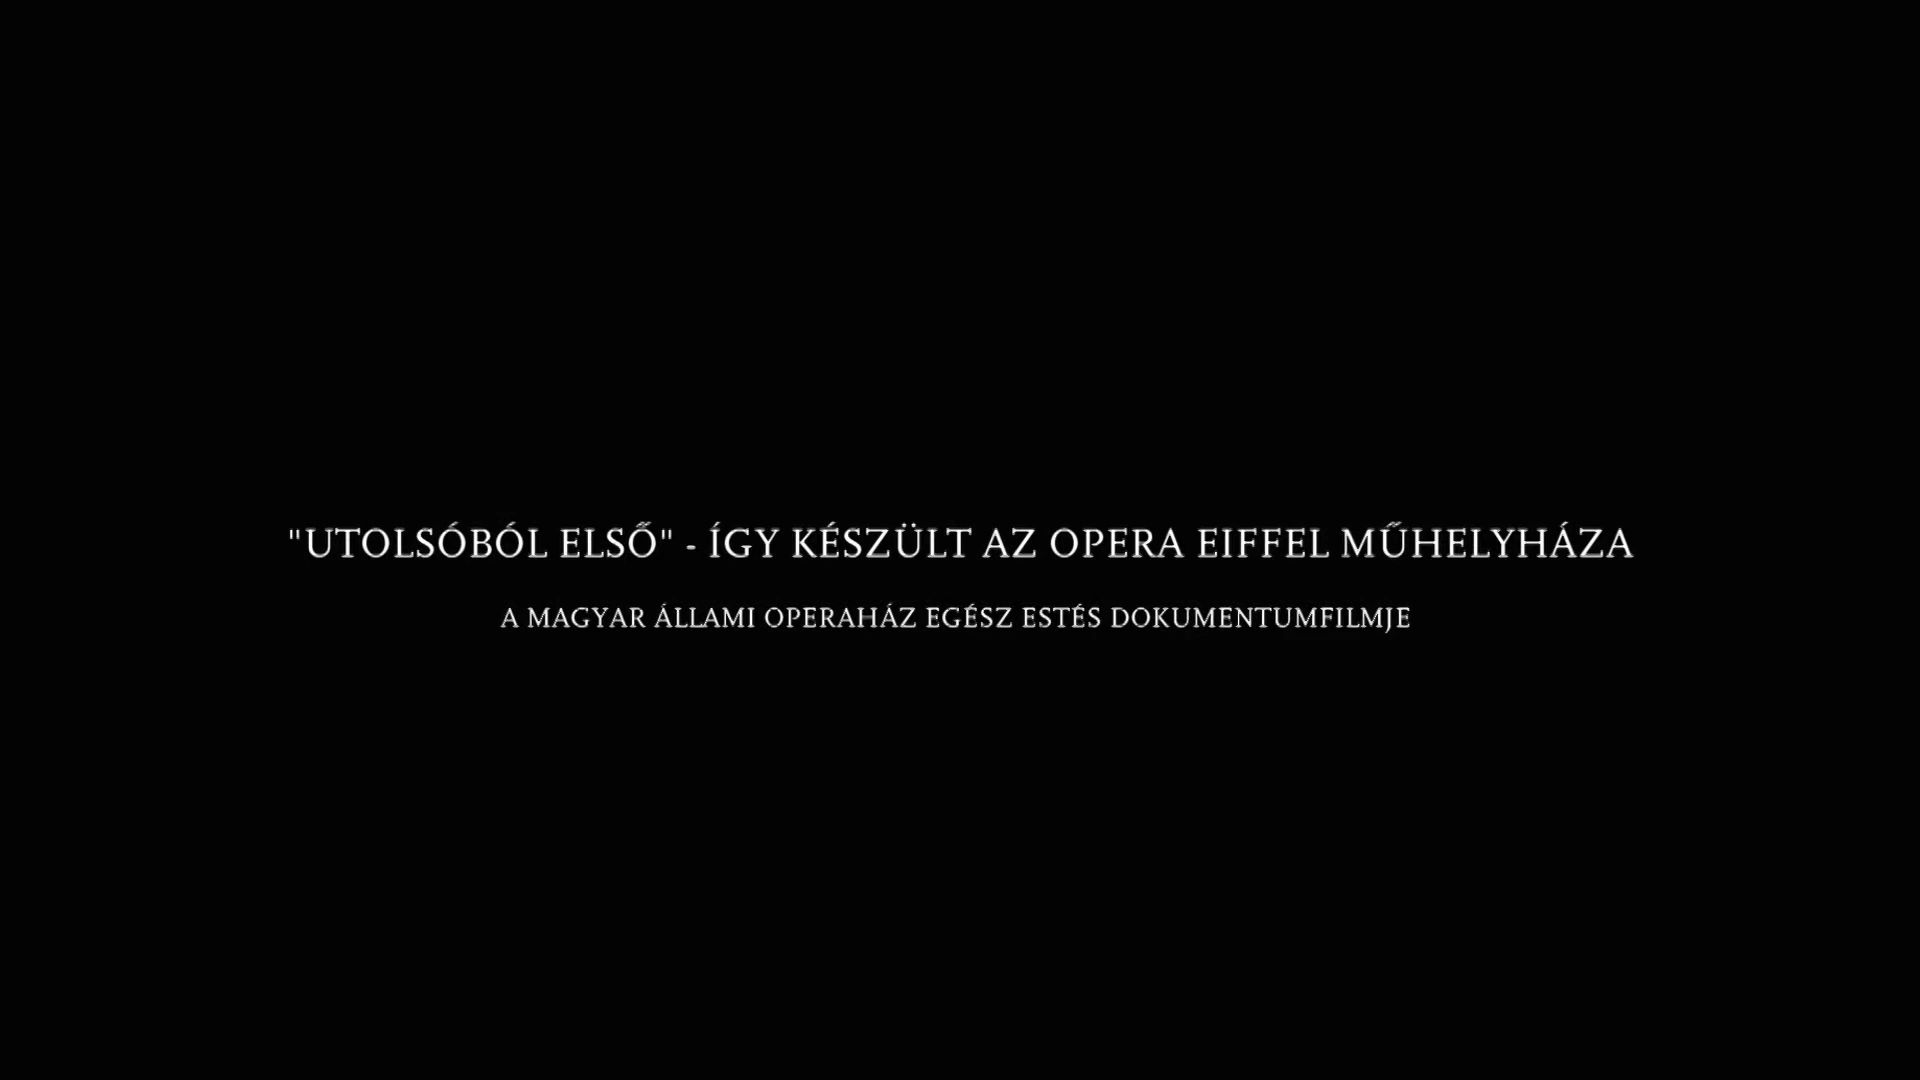 "UTOLSÓBÓL ELSŐ" - ÍGY KÉSZÜLT AZ OPERA EIFFEL MŰHELYHÁZA
A MAGYAR ÁLLAMI OPERAHÁZ EGÉSZ ESTÉS DOKUMENTUMFILMJE